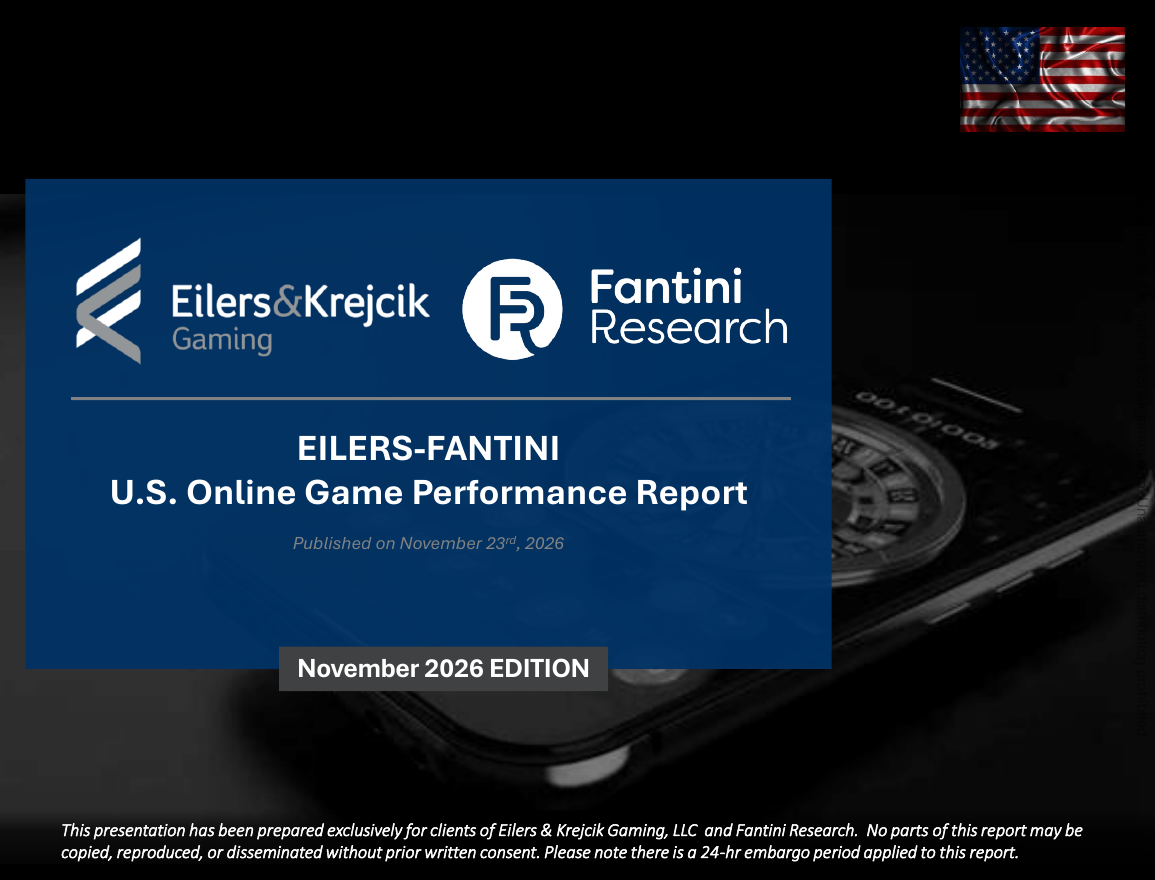 Eilers&Krejcik
Gaming
Fantini
Research
EILERS-FANTINI
U.S. Online Game Performance Report
Published on November 23rd, 2026
November 2026 EDITION
This presentation has been prepared exclusively for clients of Eilers & Krejcik Gaming, LLC and Fantini Research. No parts of this report may be
copied, reproduced, or disseminated without prior written consent. Please note there is a 24-hr embargo period applied to this report.